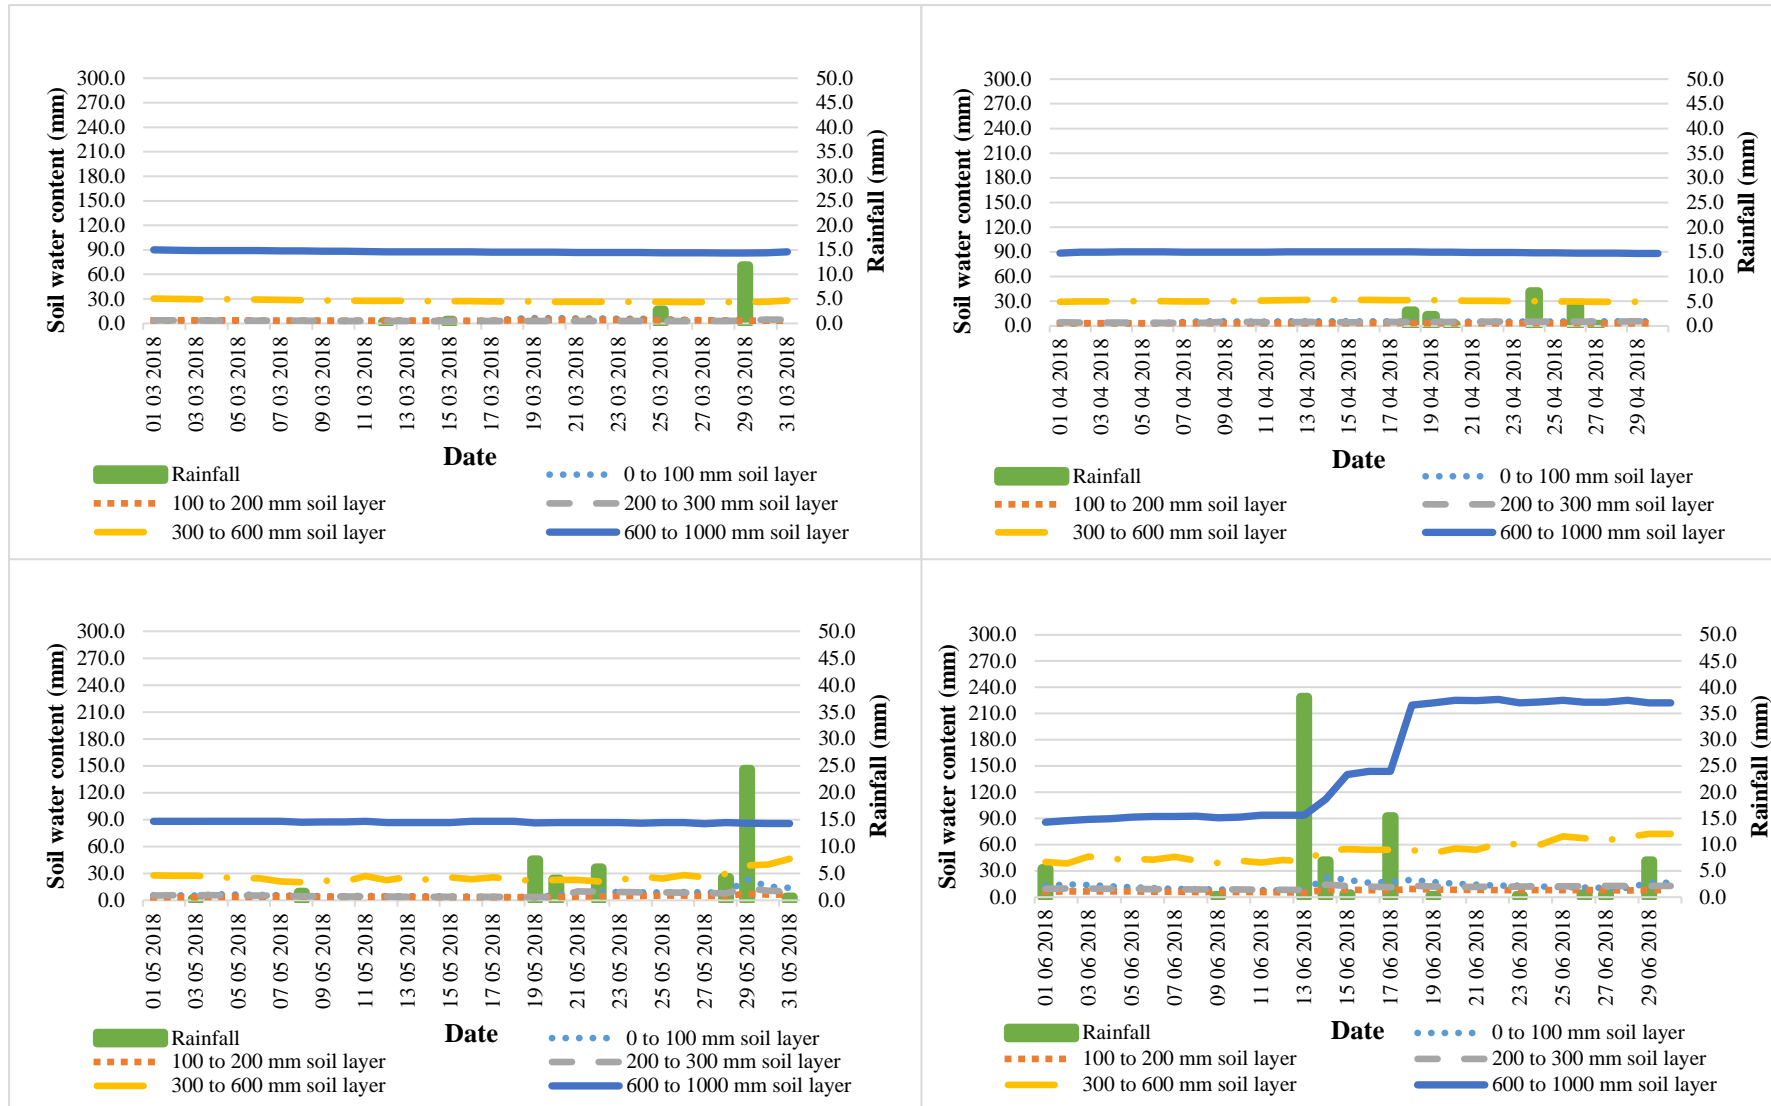 Soil water content (mm)
300.0
270.0
240.0
210.0
180.0
150.0
120.0
90.0
60.0
30.0
0.0
50.0
45.0
40.0
35.0
30.0
25.0
20.0
15.0
10.0
5.0
0.0
Rainfall (mm)
01 03 2018
03 03 2018
05 03 2018
07 03 2018
09 03 2018
11 03 2018
13 03 2018
15 03 2018
17 03 2018
19 03 2018
21 03 2018
23 03 2018
25 03 2018
27 03 2018
29 03 2018
31 03 2018
Date
Rainfall
0 to 100 mm soil layer
100 to 200 mm soil layer
200 to 300 mm soil layer
300 to 600 mm soil layer
600 to 1000 mm soil layer
Soil water content (mm)
300.0
270.0
240.0
210.0
180.0
150.0
120.0
90.0
60.0
30.0
0.0
50.0
45.0
40.0
35.0
30.0
25.0
20.0
15.0
10.0
5.0
0.0
Rainfall (mm)
01 04 2018
03 04 2018
05 04 2018
07 04 2018
09 04 2018
11 04 2018
13 04 2018
15 04 2018
17 04 2018
19 04 2018
21 04 2018
23 04 2018
25 04 2018
27 04 2018
29 04 2018
Date
Rainfall
0 to 100 mm soil layer
100 to 200 mm soil layer
200 to 300 mm soil layer
300 to 600 mm soil layer
600 to 1000 mm soil layer
Soil water content (mm)
300.0
270.0
240.0
210.0
180.0
150.0
120.0
90.0
60.0
30.0
0.0
50.0
45.0
40.0
35.0
30.0
25.0
20.0
15.0
10.0
5.0
0.0
Rainfall (mm)
01 05 2018
03 05 2018
05 05 2018
07 05 2018
09 05 2018
11 05 2018
13 05 2018
15 05 2018
17 05 2018
19 05 2018
21 05 2018
23 05 2018
25 05 2018
27 05 2018
29 05 2018
31 05 2018
Date
Rainfall
0 to 100 mm soil layer
100 to 200 mm soil layer
200 to 300 mm soil layer
300 to 600 mm soil layer
600 to 1000 mm soil layer
Soil water content (mm)
300.0
270.0
240.0
210.0
180.0
150.0
120.0
90.0
60.0
30.0
0.0
50.0
45.0
40.0
35.0
30.0
25.0
20.0
15.0
10.0
5.0
0.0
Rainfall (mm)
01 06 2018
03 06 2018
05 06 2018
07 06 2018
09 06 2018
11 06 2018
13 06 2018
15 06 2018
17 06 2018
19 06 2018
21 06 2018
23 06 2018
25 06 2018
27 06 2018
29 06 2018
Date
Rainfall
0 to 100 mm soil layer
100 to 200 mm soil layer
200 to 300 mm soil layer
300 to 600 mm soil layer
600 to 1000 mm soil layer